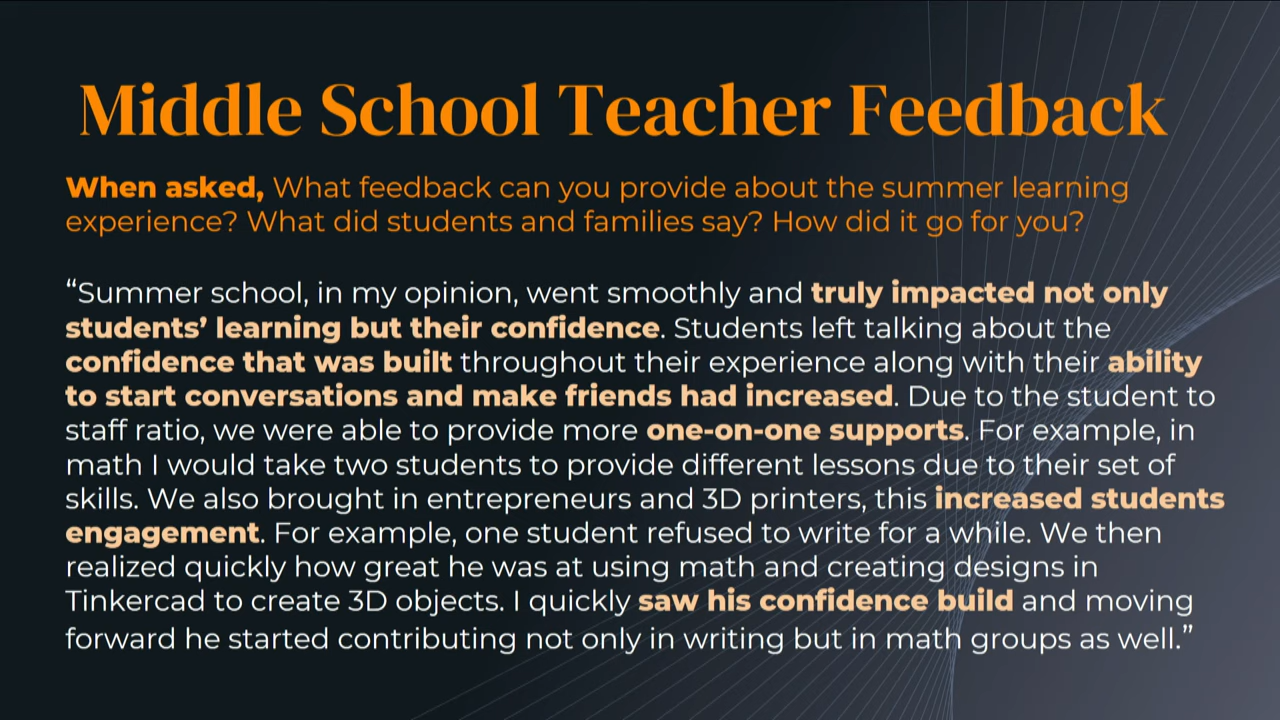 Middle School Teacher Feedback
When asked, What feedback can you provide about the summer learning
experience? What did students and families say? How did it go for you?
“Summer school, in my opinion, went smoothly and truly impacted not only
students’ learning but their confidence. Students left talking about the
confidence that was built throughout their experience along with their ability
to start conversations and make friends had increased. Due to the student to
staff ratio, we were able to provide more one-on-one supports. For example, in
math I would take two students to provide different lessons due to their set of
skills. We also brought in entrepreneurs and 3D printers, this increased students
engagement. For example, one student refused to write for a while. We then
realized quickly how great he was at using math and creating designs in
Tinkercad to create 3D objects. I quickly saw his confidence build and moving
forward he started contributing not only in writing but in math groups as well.”